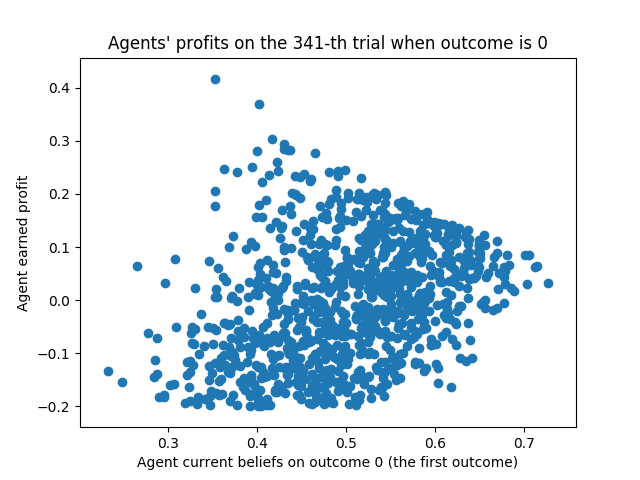 Agents' profits on the 341-th trial when outcome is 0
Agent earned profit
0.4
0.3
0.2
0.1
0.0
−0.1
−0.2
0.3 0.4 0.5 0.6 0.7
Agent current beliefs on outcome 0 (the first outcome)